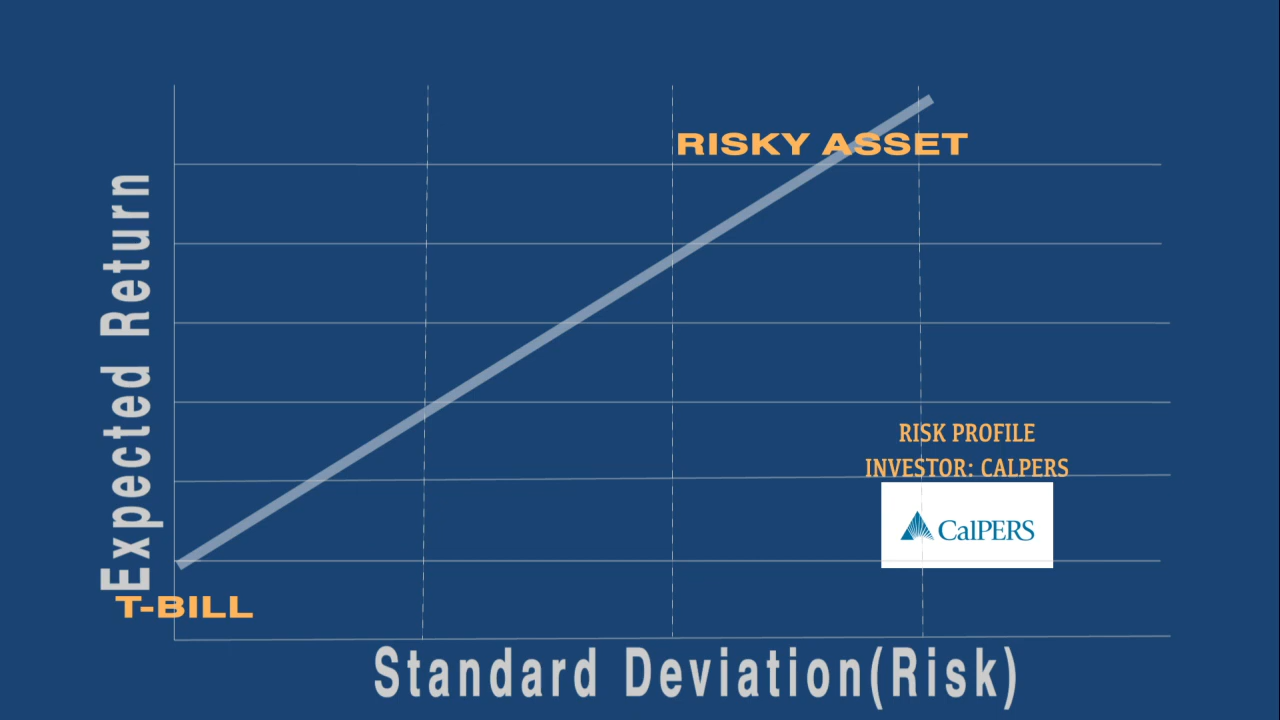 RISKY ASSET
Expected Return
RISK PROFILE
INVESTOR: CALPERS
CalPERS
T-BILL
Standard Deviation(Risk)